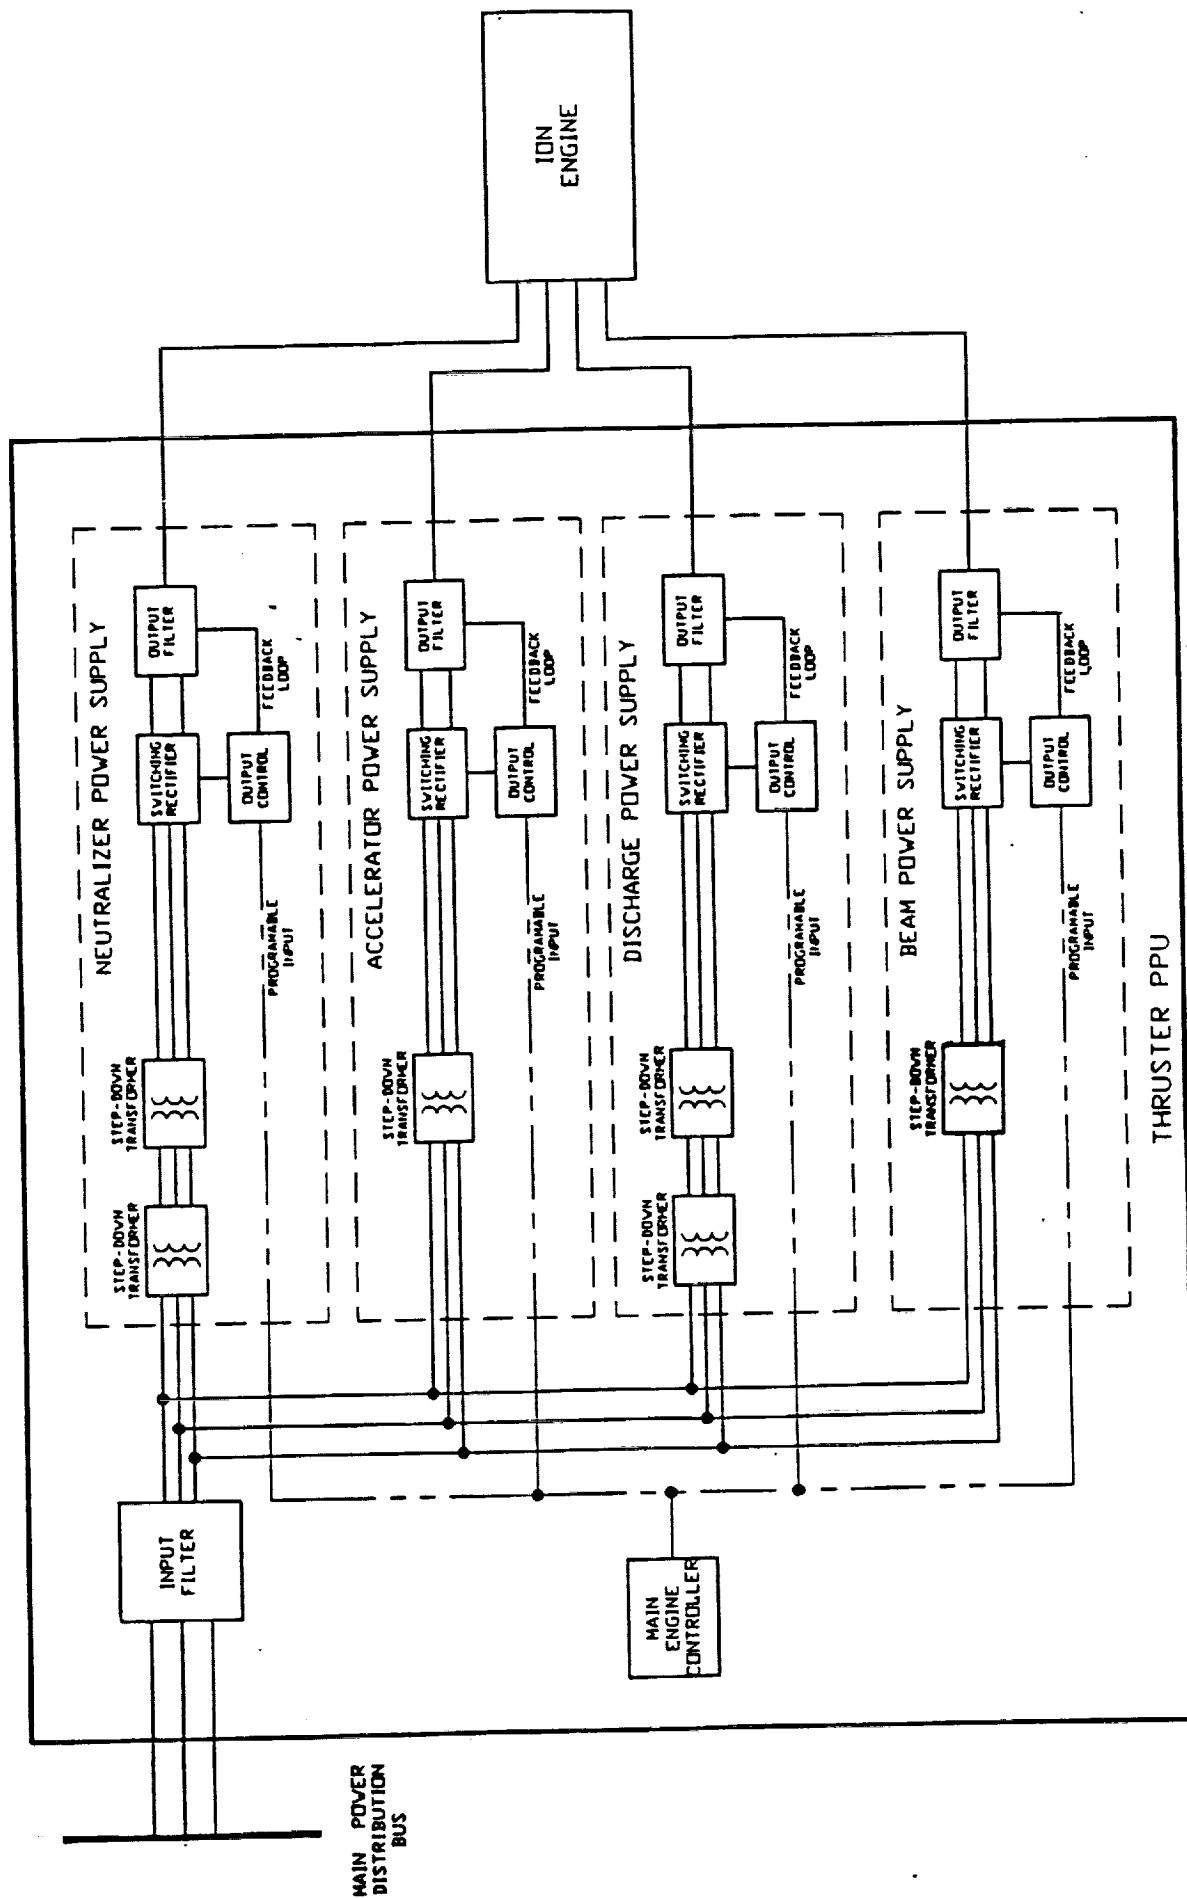 MAIN POWER
DISTRIBUTION
BUS
INPUT
FILTER
MAIN
ENGINE
CONTROLLER
NEUTRALIZER POWER SUPPLY
STEP-DOWN
TRANSFORMER
STEP-DOWN
TRANSFORMER
SWITCHING
RECTIFIER
OUTPUT
FILTER
PROGRAMABLE
INPUT
OUTPUT
CONTROL
FEEDBACK
LOOP
ACCELERATOR POWER SUPPLY
STEP-DOWN
TRANSFORMER
SWITCHING
RECTIFIER
OUTPUT
FILTER
PROGRAMABLE
INPUT
OUTPUT
CONTROL
FEEDBACK
LOOP
DISCHARGE POWER SUPPLY
STEP-DOWN
TRANSFORMER
STEP-DOWN
TRANSFORMER
SWITCHING
RECTIFIER
OUTPUT
FILTER
PROGRAMABLE
INPUT
OUTPUT
CONTROL
FEEDBACK
LOOP
BEAM POWER SUPPLY
STEP-DOWN
TRANSFORMER
SWITCHING
RECTIFIER
OUTPUT
FILTER
PROGRAMABLE
INPUT
OUTPUT
CONTROL
FEEDBACK
LOOP
THRUSTER PPU
ION
ENGINE